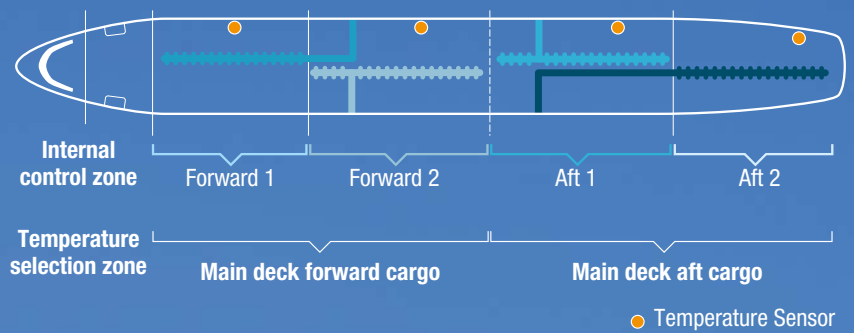 Internal
control zone
Forward 1
Forward 2
Aft 1
Aft 2
Temperature
selection zone
Main deck forward cargo
Main deck aft cargo
Temperature Sensor